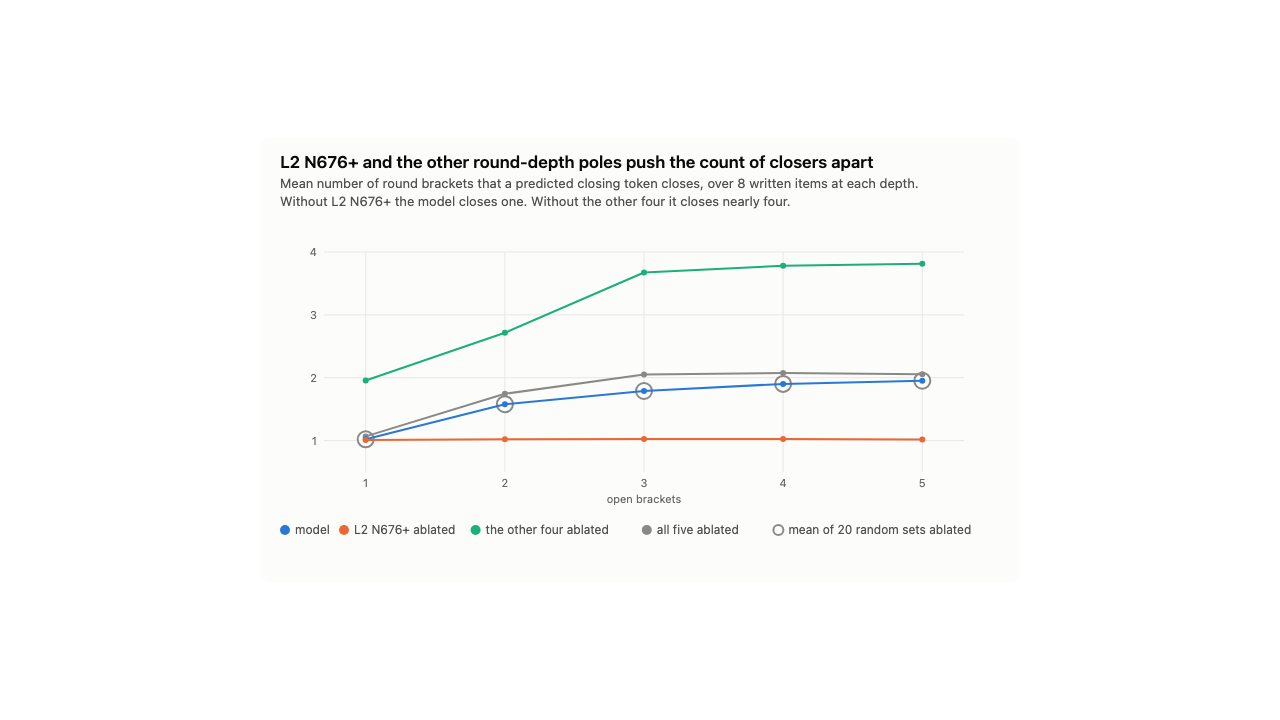 L2 N676+ and the other round-depth poles push the count of closers apart
Mean number of round brackets that a predicted closing token closes, over 8 written items at each depth.
Without L2 N676+ the model closes one. Without the other four it closes nearly four.
4
3
2
1
1 2 3 4 5
open brackets
model L2 N676+ ablated the other four ablated all five ablated mean of 20 random sets ablated